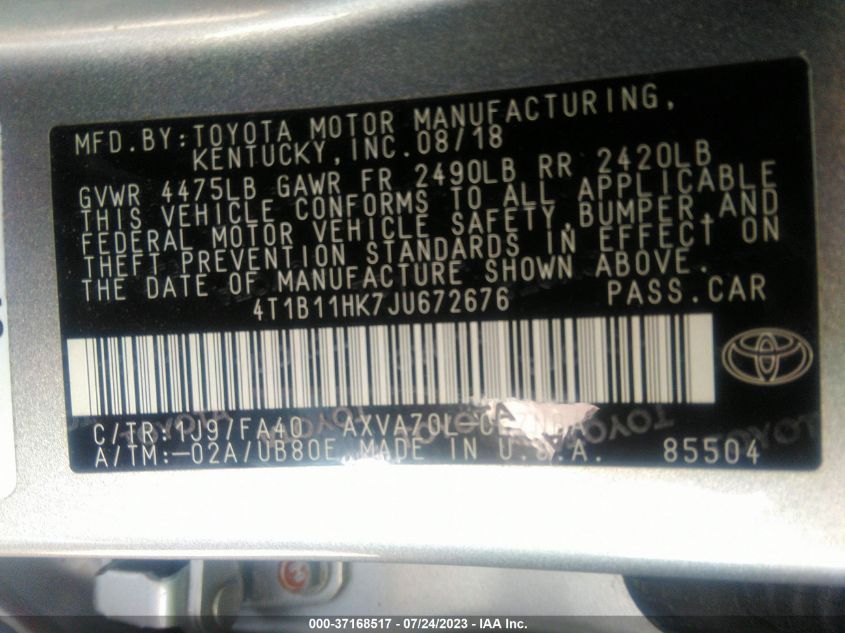 MFD.BY:TOYOTA MOTOR MANUFACTURING,
KENTUCKY,INC.08/18
GVWR 4475LB GAWR FR 2490LB RR 2420LB
THIS VEHICLE CONFORMS TO ALL APPLICABLE
FEDERAL MOTOR VEHICLE SAFETY,BUMPER,AND
THEFT PREVENTION STANDARDS IN EFFECT ON
THE DATE OF MANUFACTURE SHOWN ABOVE.
4T1B11HK7JU672676 PASS.CAR
C/TR:1J9/FA40
A/TM:-02A/UB80E MADE IN U.S.A. 85504
000-37168517 - 07/24/2023 - IAA Inc.